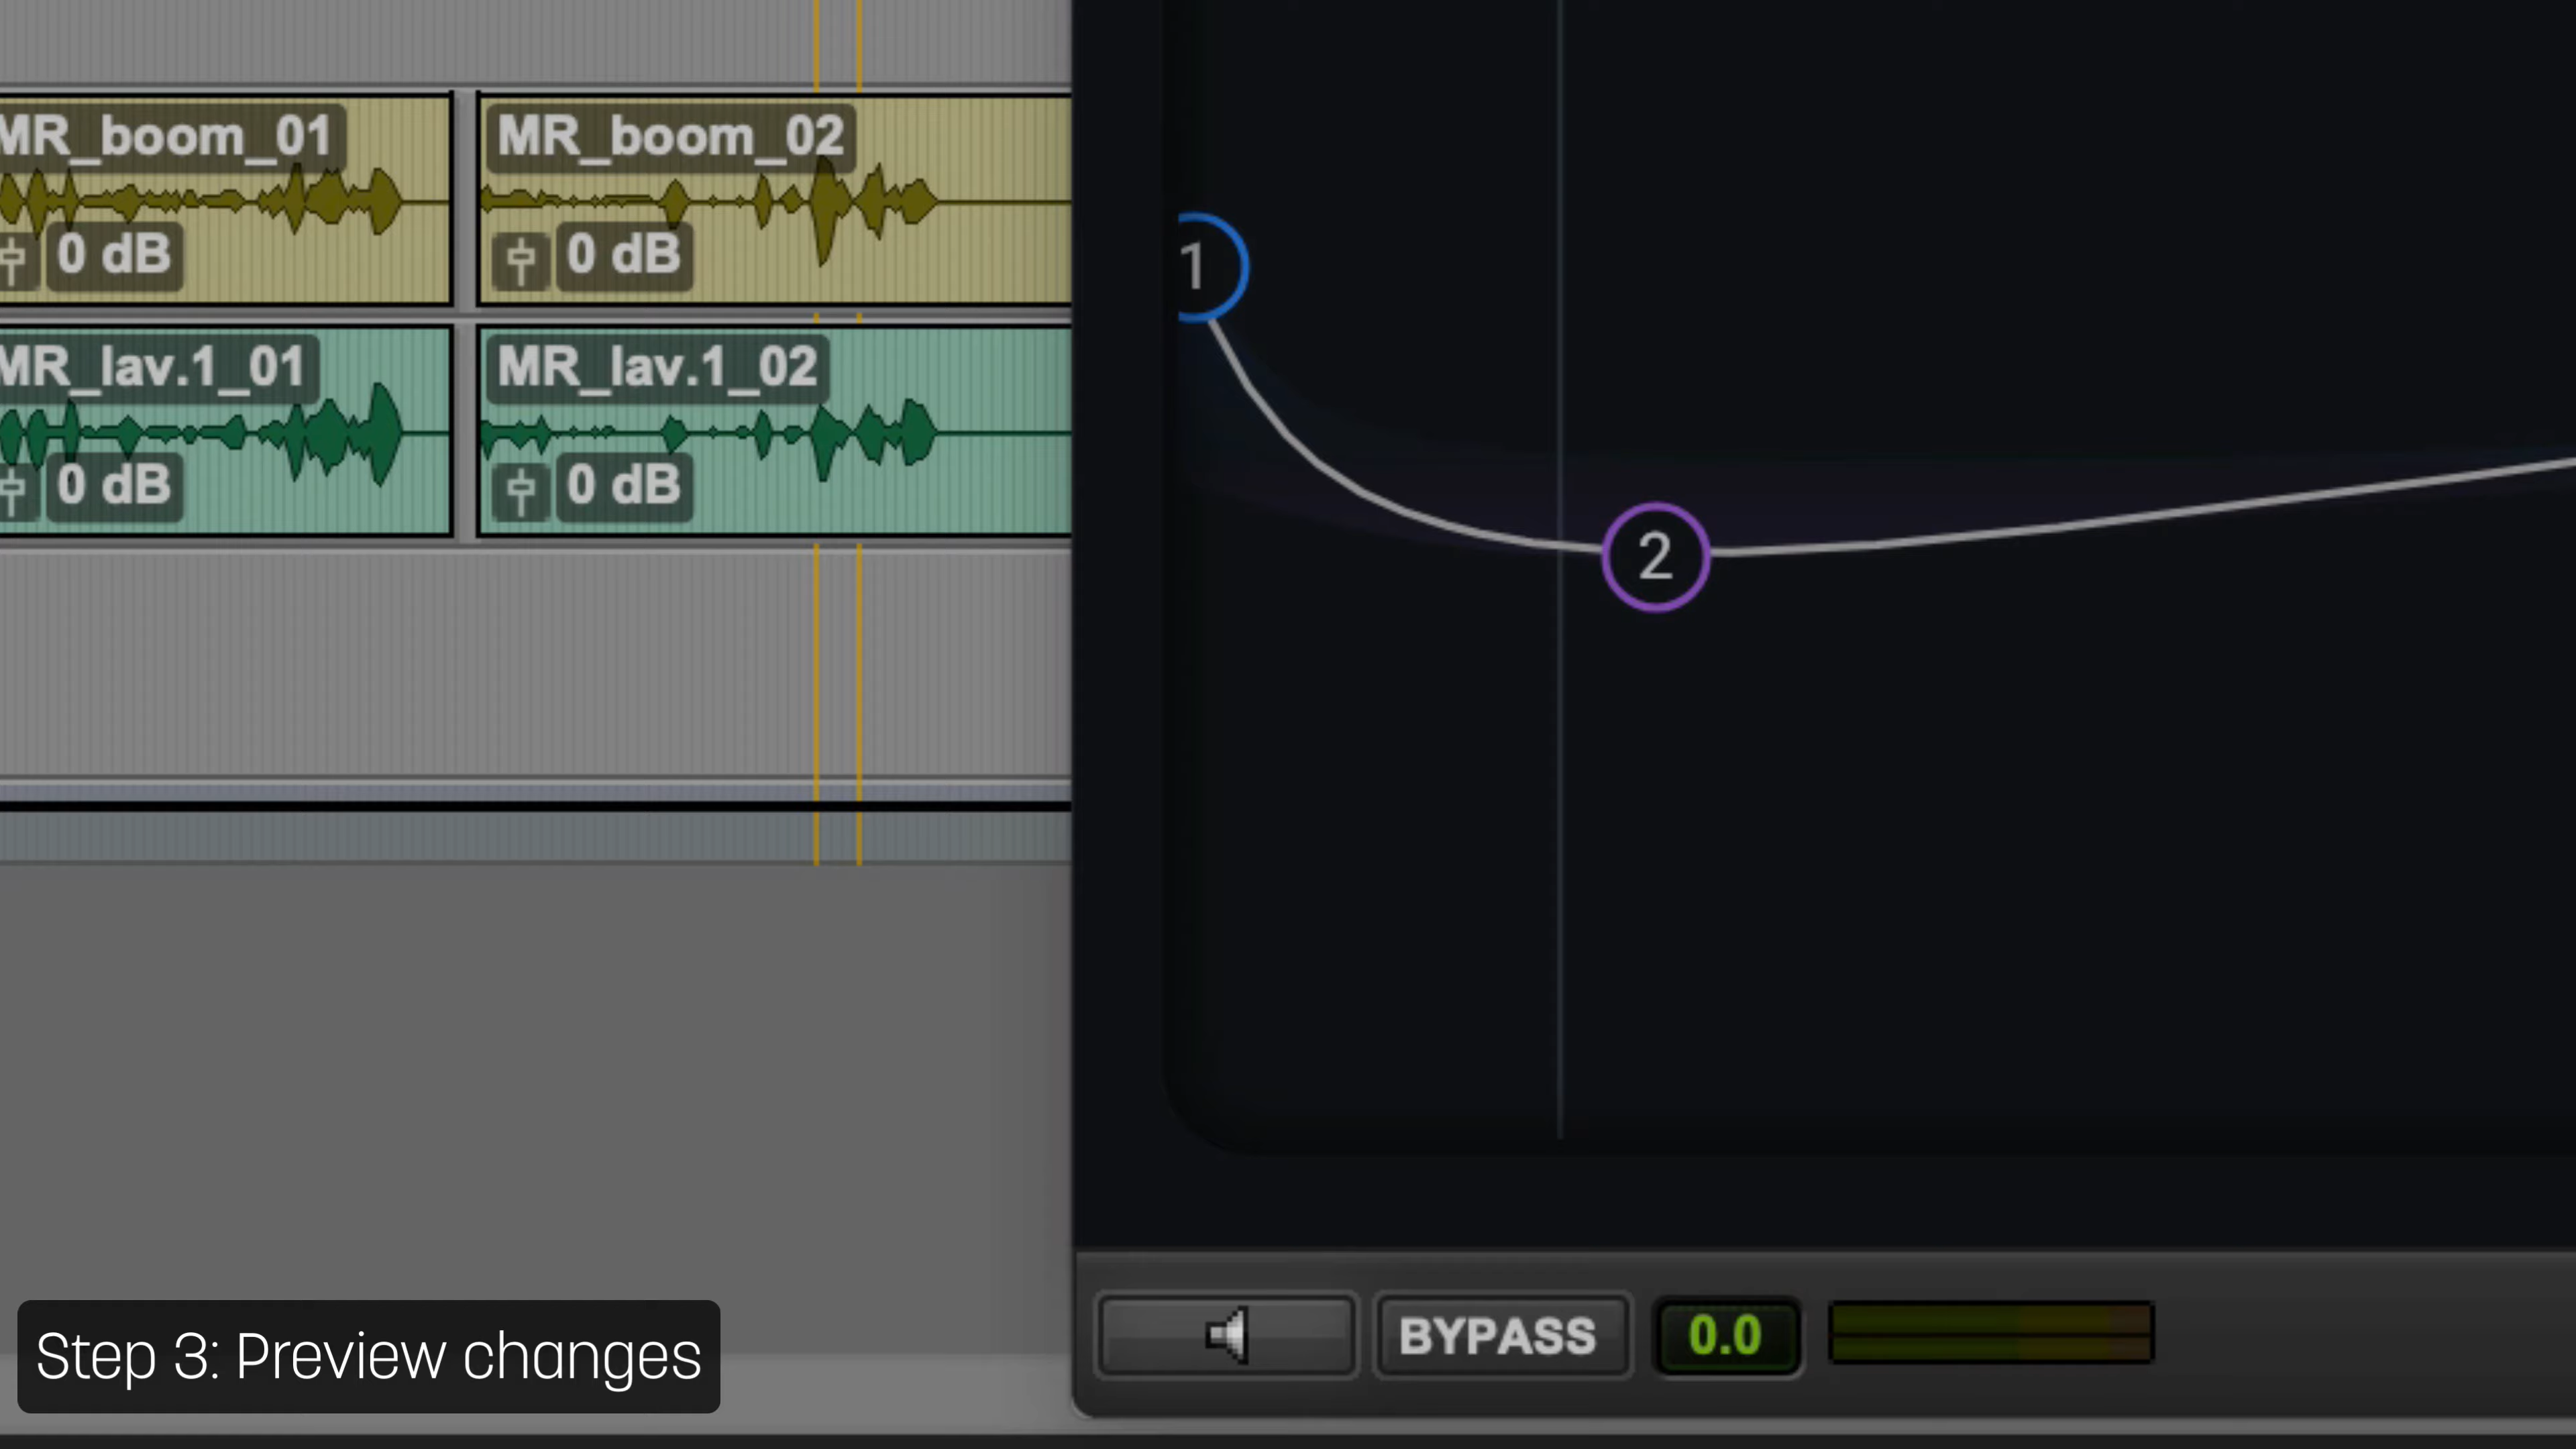 MR_boom_01
MR_boom_02
0 dB
0 dB
MR_lav.1_01
MR_lav.1_02
0 dB
0 dB
1
2
BYPASS
0.0
Step 3: Preview changes